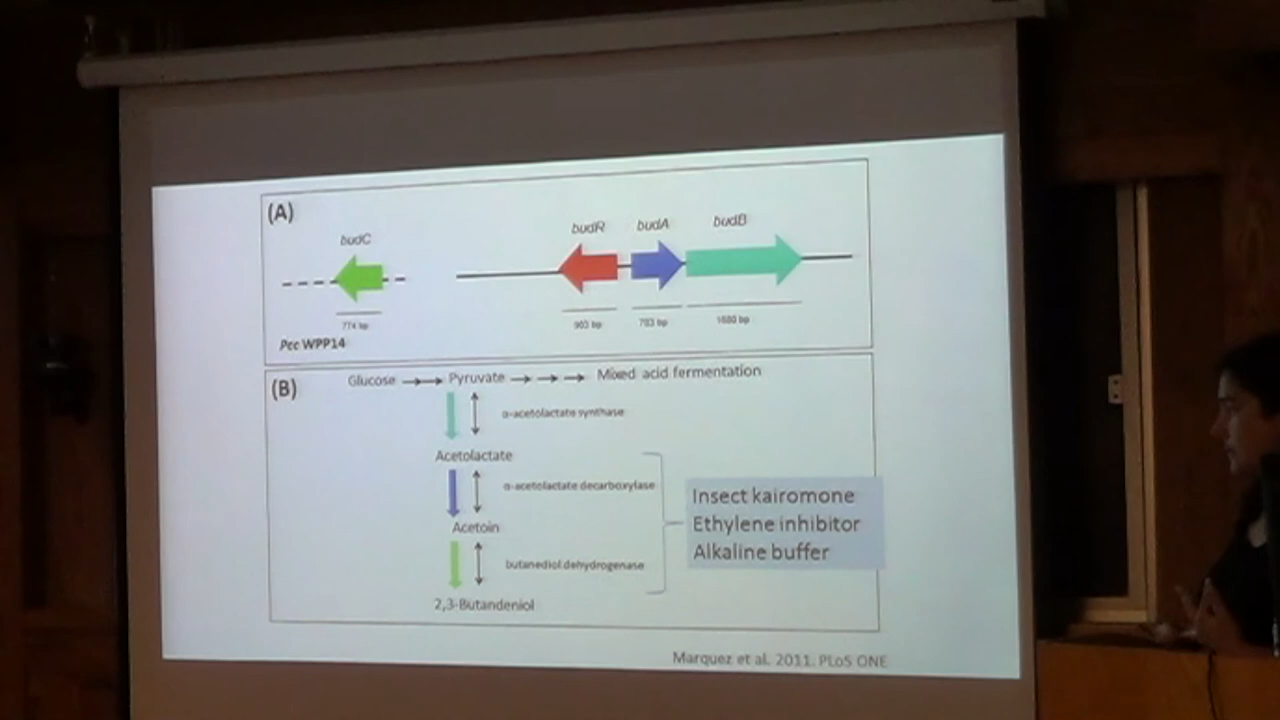 (A)
budC
budR
budA
budB
774 bp
903 bp
783 bp
1680 bp
Pcc WPP14
(B)
Glucose
Pyruvate
Mixed acid fermentation
α-acetolactate synthase
Acetolactate
α-acetolactate decarboxylase
Acetoin
butanediol dehydrogenase
2,3-Butandeniol
Insect kairomone
Ethylene inhibitor
Alkaline buffer
Marquez et al. 2011. PLoS ONE